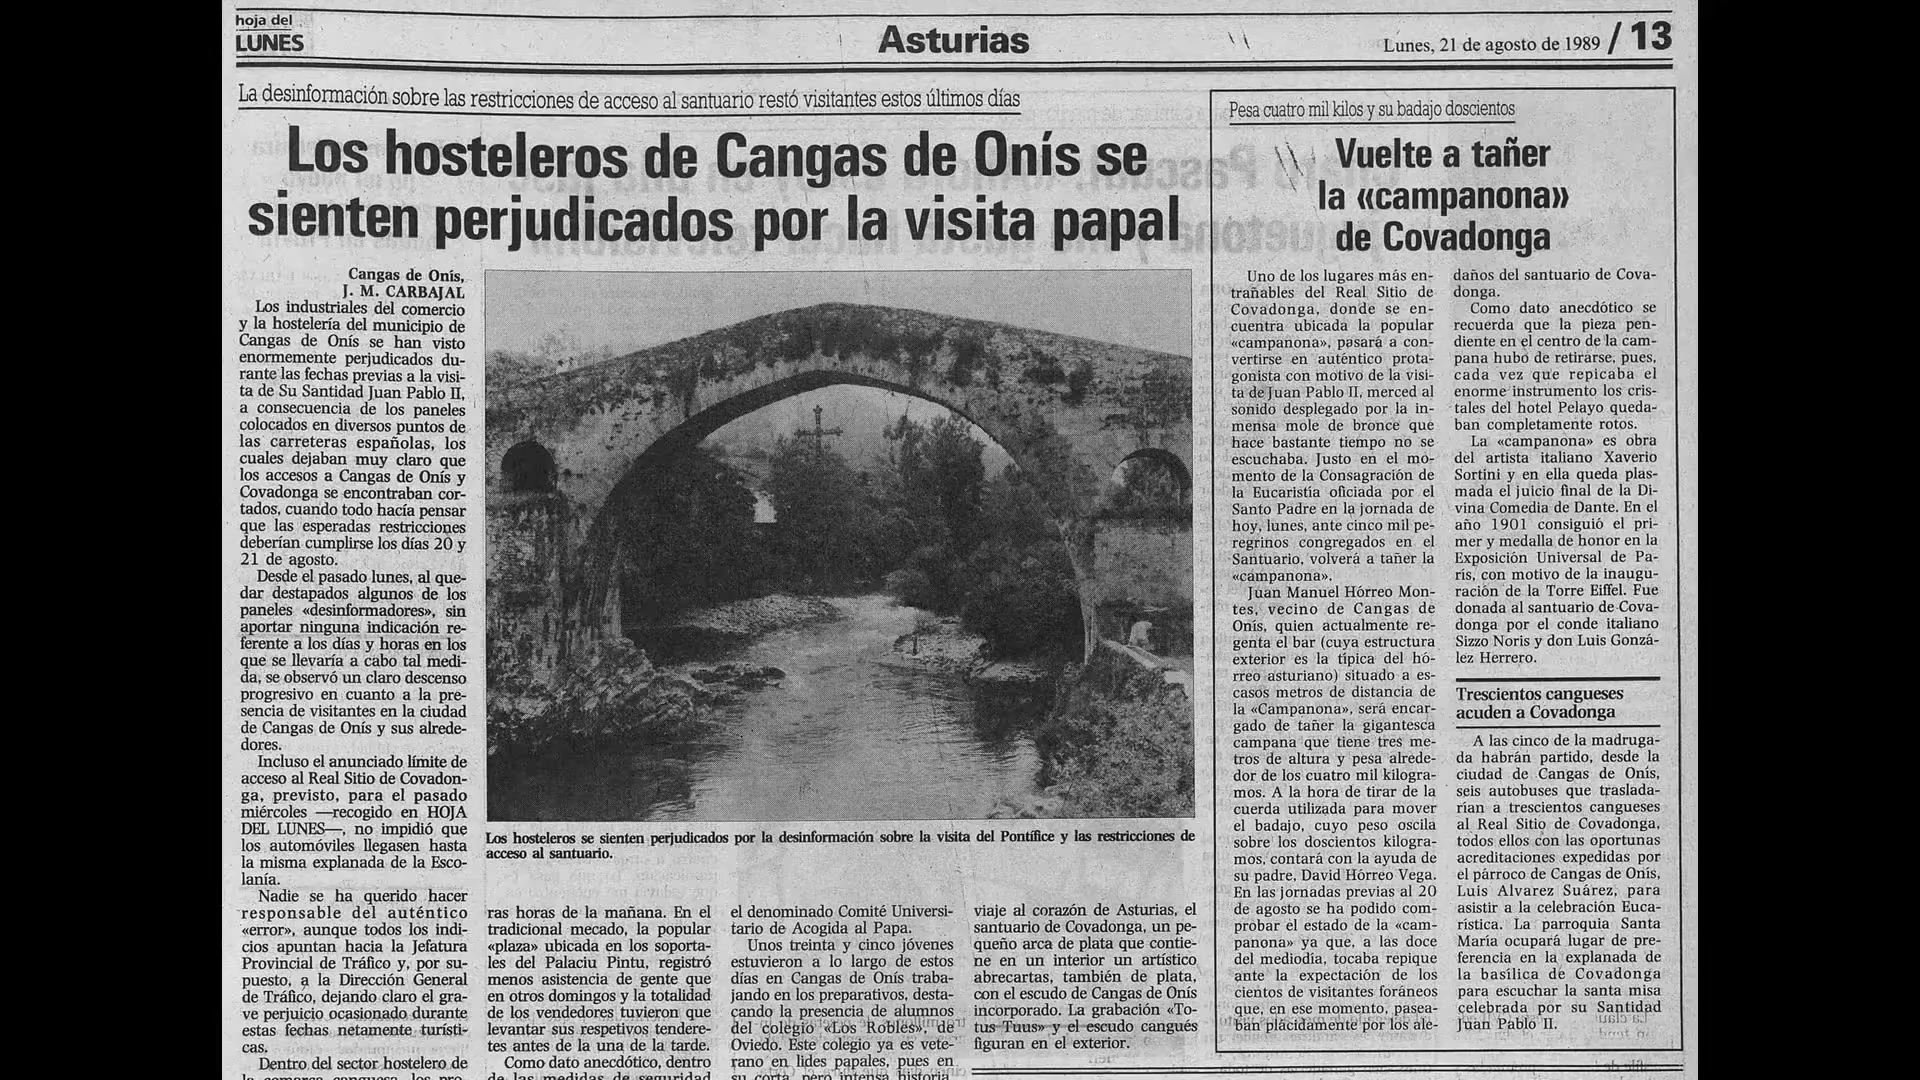 hoja del
LUNES
Asturias
Lunes, 21 de agosto de 1989 / 13
La desinformación sobre las restricciones de acceso al santuario restó visitantes estos últimos días
Los hosteleros de Cangas de Onís se
sienten perjudicados por la visita papal
Cangas de Onís,
J. M. CARBAJAL
Los industriales del comercio
y la hostelería del municipio de
Cangas de Onís se han visto
enormemente perjudicados du-
rante las fechas previas a la visi-
ta de Su Santidad Juan Pablo II,
a consecuencia de los paneles
colocados en diversos puntos de
las carreteras españolas, los
cuales dejaban muy claro que
los accesos a Cangas de Onís y
Covadonga se encontraban cor-
tados, cuando todo hacía pensar
que las esperadas restricciones
deberían cumplirse los días 20 y
21 de agosto.
Desde el pasado lunes, al que-
dar destapados algunos de los
paneles «desinformadores», sin
aportar ninguna indicación re-
ferente a los días y horas en los
que se llevaría a cabo tal medi-
da, se observó un claro descenso
progresivo en cuanto a la pre-
sencia de visitantes en la ciudad
de Cangas de Onís y sus alrede-
dores.
Incluso el anunciado límite de
acceso al Real Sitio de Covadon-
ga, previsto, para el pasado
miércoles —recogido en HOJA
DEL LUNES—, no impidió que
los automóviles llegasen hasta
la misma explanada de la Esco-
lanía.
Nadie se ha querido hacer
responsable del auténtico
«error», aunque todos los indi-
cios apuntan hacia la Jefatura
Provincial de Tráfico y, por su-
puesto, a la Dirección General
de Tráfico, dejando claro el gra-
ve perjuicio ocasionado durante
estas fechas netamente turísti-
cas.
Dentro del sector hostelero de
la comarca canguesa, los pro-
Los hosteleros se sienten perjudicados por la desinformación sobre la visita del Pontífice y las restricciones de
acceso al santuario.
ras horas de la mañana. En el
tradicional mecado, la popular
«plaza» ubicada en los soporta-
les del Palaciu Pintu, registró
menos asistencia de gente que
en otros domingos y la totalidad
de los vendedores tuvieron que
levantar sus respetivos tendere-
tes antes de la una de la tarde.
Como dato anecdótico, dentro
de las medidas de seguridad
el denominado Comité Universi-
tario de Acogida al Papa.
Unos treinta y cinco jóvenes
estuvieron a lo largo de estos
días en Cangas de Onís traba-
jando en los preparativos, desta-
cando la presencia de alumnos
del colegio «Los Robles», de
Oviedo. Este colegio ya es vete-
rano en lides papales, pues en
su corta, pero intensa historia,
viaje al corazón de Asturias, el
santuario de Covadonga, un pe-
queño arca de plata que contie-
ne en un interior un artístico
abrecartas, también de plata,
con el escudo de Cangas de Onís
incorporado. La grabación «To-
tus Tuus» y el escudo cangués
figuran en el exterior.
Pesa cuatro mil kilos y su badajo doscientos
Vuelve a tañer
la «campanona»
de Covadonga
Uno de los lugares más en-
trañables del Real Sitio de
Covadonga, donde se en-
cuentra ubicada la popular
«campanona», pasará a con-
vertirse en auténtico prota-
gonista con motivo de la visi-
ta de Juan Pablo II, merced al
sonido desplegado por la in-
mensa mole de bronce que
hace bastante tiempo no se
escuchaba. Justo en el mo-
mento de la Consagración de
la Eucaristía oficiada por el
Santo Padre en la jornada de
hoy, lunes, ante cinco mil pe-
regrinos congregados en el
Santuario, volverá a tañer la
«campanona».
Juan Manuel Hórreo Mon-
tes, vecino de Cangas de
Onís, quien actualmente re-
genta el bar (cuya estructura
exterior es la típica del hó-
rreo asturiano) situado a es-
casos metros de distancia de
la «Campanona», será encar-
gado de tañer la gigantesca
campana que tiene tres me-
tros de altura y pesa alrede-
dor de los cuatro mil kilogra-
mos. A la hora de tirar de la
cuerda utilizada para mover
el badajo, cuyo peso oscila
sobre los doscientos kilogra-
mos, contará con la ayuda de
su padre, David Hórreo Vega.
En las jornadas previas al 20
de agosto se ha podido com-
probar el estado de la «cam-
panona» ya que, a las doce
del mediodía, tocaba repique
ante la expectación de los
cientos de visitantes foráneos
que, en ese momento, pasea-
ban plácidamente por los ale-
daños del santuario de Cova-
donga.
Como dato anecdótico se
recuerda que la pieza pen-
diente en el centro de la cam-
pana hubo de retirarse, pues,
cada vez que repicaba el
enorme instrumento los cris-
tales del hotel Pelayo queda-
ban completamente rotos.
La «campanona» es obra
del artista italiano Xaverio
Sortini y en ella queda plas-
mada el juicio final de la Di-
vina Comedia de Dante. En el
año 1901 consiguió el pri-
mer y medalla de honor en la
Exposición Universal de Pa-
rís, con motivo de la inaugu-
ración de la Torre Eiffel. Fue
donada al santuario de Cova-
donga por el conde italiano
Sizzo Noris y don Luis Gonzá-
lez Herrero.
Trescientos cangueses
acuden a Covadonga
A las cinco de la madruga-
da habrán partido, desde la
ciudad de Cangas de Onís,
seis autobuses que traslada-
rían a trescientos cangueses
al Real Sitio de Covadonga,
todos ellos con las oportunas
acreditaciones expedidas por
el párroco de Cangas de Onís,
Luis Alvarez Suárez, para
asistir a la celebración Euca-
rística. La parroquia Santa
María ocupará lugar de pre-
ferencia en la explanada de
la basílica de Covadonga
para escuchar la santa misa
celebrada por su Santidad
Juan Pablo II.